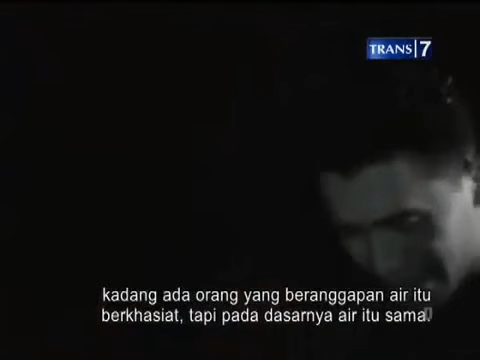 TRANS|7
kadang ada orang yang beranggapan air itu
berkhasiat, tapi pada dasarnya air itu sama.